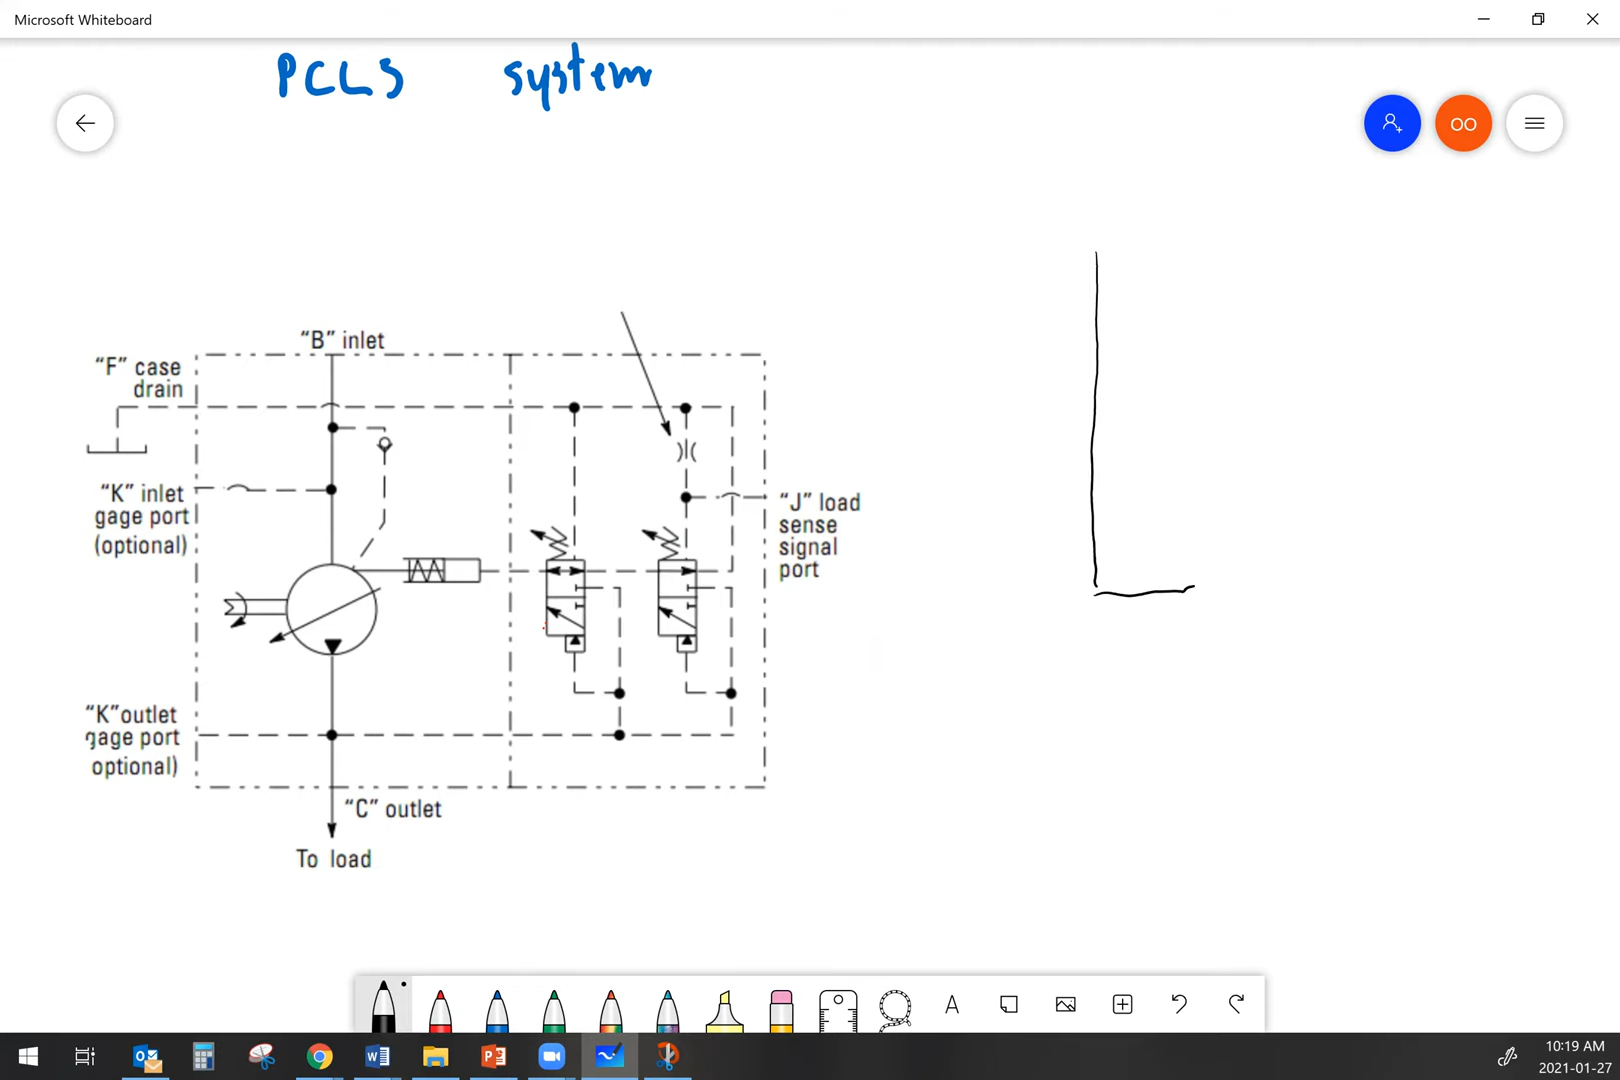 Microsoft Whiteboard
PCLS system
OO
"B" inlet
"F" case
drain
"K" inlet
gage port
(optional)
"J" load
sense
signal
port
"K"outlet
gage port
optional)
"C" outlet
To load
A
10:19 AM
2021-01-27